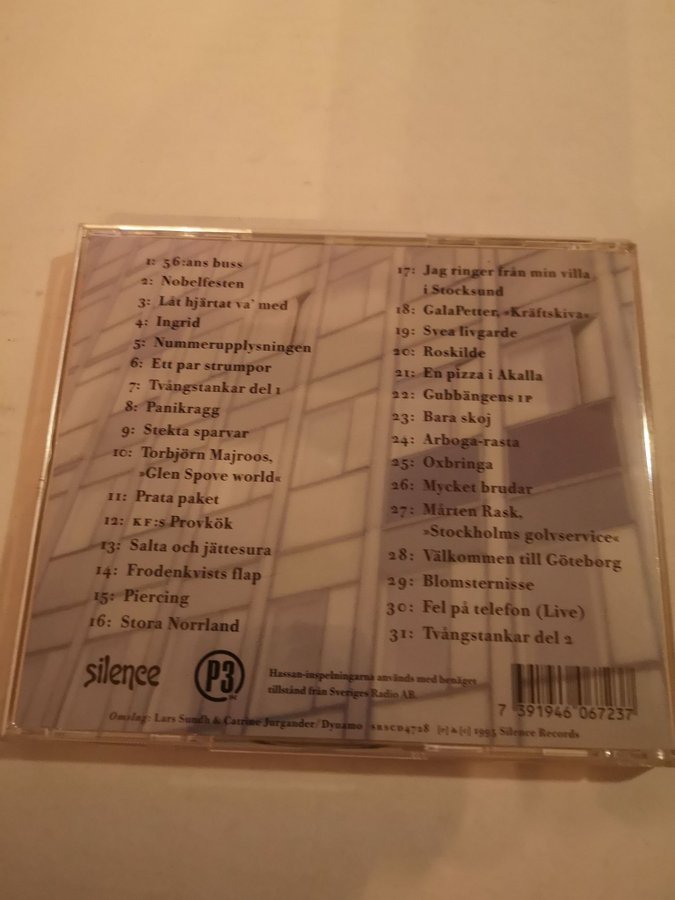 1: 56:ans buss
2: Nobelfesten
3: Låt hjärtat va' med
4: Ingrid
5: Nummerupplysningen
6: Ett par strumpor
7: Tvångstankar del 1
8: Panikragg
9: Stekta sparvar
10: Torbjörn Majroos,
»Glen Spove world«
11: Prata paket
12: KF:s Provkök
13: Salta och jättesura
14: Frodenkvists flap
15: Piercing
16: Stora Norrland
17: Jag ringer från min villa
i Stocksund
18: GalaPetter, »Kräftskiva«
19: Svea livgarde
20: Roskilde
21: En pizza i Akalla
22: Gubbängens IP
23: Bara skoj
24: Arboga-rasta
25: Oxbringa
26: Mycket brudar
27: Mårten Rask,
»Stockholms golvservice«
28: Välkommen till Göteborg
29: Blomsternisse
30: Fel på telefon (Live)
31: Tvångstankar del 2
silence
P3
Hassan-inspelningarna används med benäget
tillstånd från Sveriges Radio AB.
7 391946 067237
Omslag: Lars Sundh & Catrine Jurgander/Dynamo SRSCD4728 (p) & (c) 1993 Silence Records